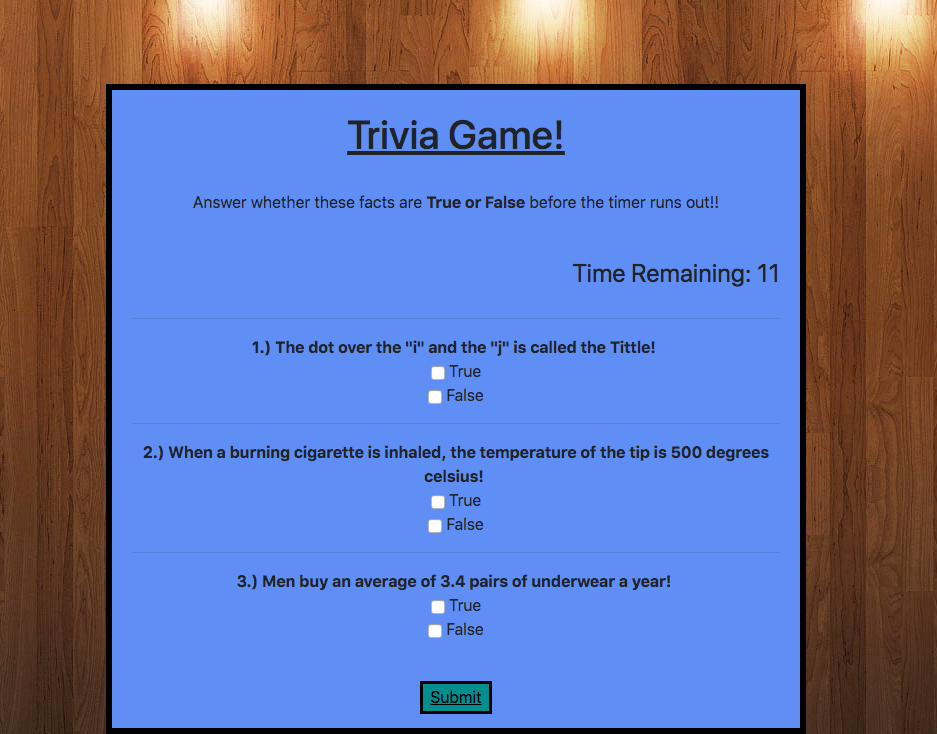 Trivia Game!
Answer whether these facts are True or False before the timer runs out!!
Time Remaining: 11
1.) The dot over the "i" and the "j" is called the Tittle!
True
False
2.) When a burning cigarette is inhaled, the temperature of the tip is 500 degrees
celsius!
True
False
3.) Men buy an average of 3.4 pairs of underwear a year!
True
False
Submit